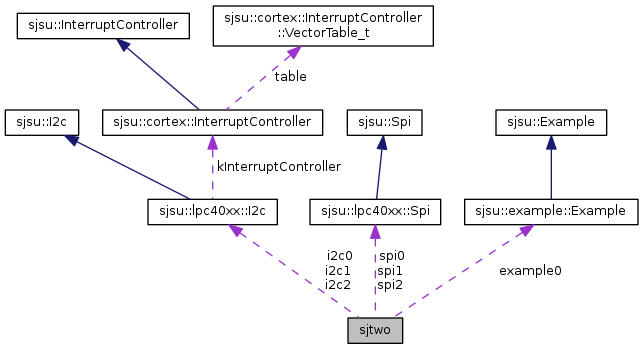 sjsu::InterruptController
sjsu::cortex::InterruptController
::VectorTable_t
table
sjsu::I2c
sjsu::cortex::InterruptController
sjsu::Spi
sjsu::Example
kInterruptController
sjsu::lpc40xx::I2c
sjsu::lpc40xx::Spi
sjsu::example::Example
i2c0
i2c1
i2c2
spi0
spi1
spi2
example0
sjtwo